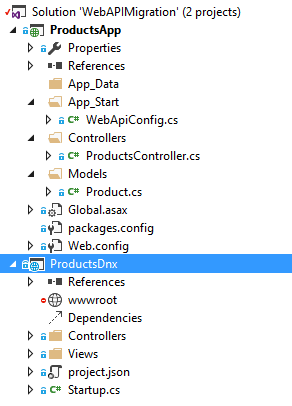 Solution 'WebAPIMigration' (2 projects)
ProductsApp
Properties
References
App_Data
App_Start
C# WebApiConfig.cs
Controllers
C# ProductsController.cs
Models
C# Product.cs
Global.asax
packages.config
Web.config
ProductsDnx
References
wwwroot
Dependencies
Controllers
Views
project.json
C# Startup.cs